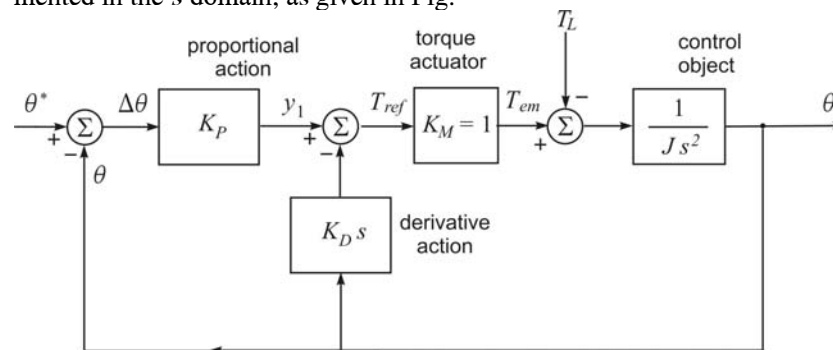 mented in the s domain, as given in Fig.
T_L
proportional action
torque actuator
control object
θ* Δθ K_P y_1 T_ref K_M = 1 T_em 1 / J s² θ
Σ Σ Σ
+ − + − + −
θ
K_D s
derivative action